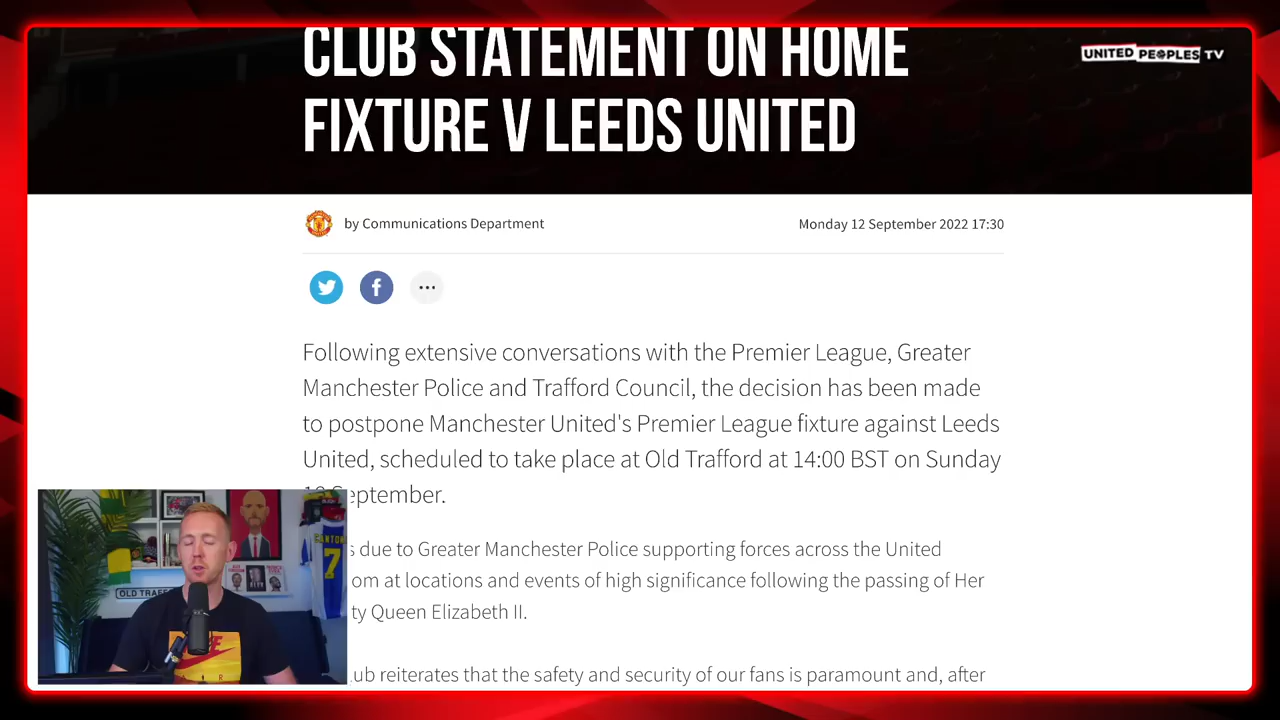 CLUB STATEMENT ON HOME
UNITED PEOPLES TV
FIXTURE V LEEDS UNITED
by Communications Department
Monday 12 September 2022 17:30
Following extensive conversations with the Premier League, Greater
Manchester Police and Trafford Council, the decision has been made
to postpone Manchester United's Premier League fixture against Leeds
United, scheduled to take place at Old Trafford at 14:00 BST on Sunday
September.
s due to Greater Manchester Police supporting forces across the United
om at locations and events of high significance following the passing of Her
ty Queen Elizabeth II.
ub reiterates that the safety and security of our fans is paramount and, after
CANTONA
7
OLD TRAFF